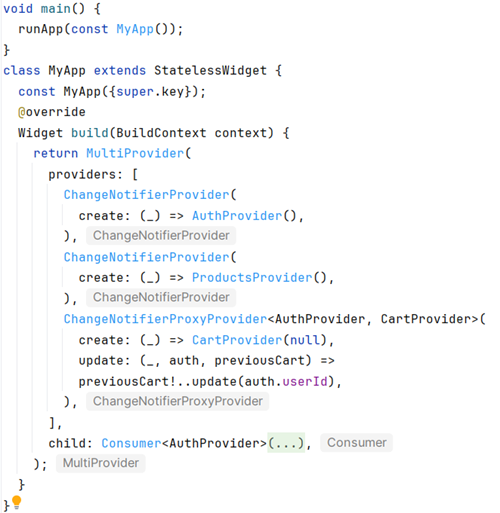 void main() {
  runApp(const MyApp());
}
class MyApp extends StatelessWidget {
  const MyApp({super.key});
  @override
  Widget build(BuildContext context) {
    return MultiProvider(
      providers: [
        ChangeNotifierProvider(
          create: (_) => AuthProvider(),
        ), ChangeNotifierProvider
        ChangeNotifierProvider(
          create: (_) => ProductsProvider(),
        ), ChangeNotifierProvider
        ChangeNotifierProxyProvider<AuthProvider, CartProvider>(
          create: (_) => CartProvider(null),
          update: (_, auth, previousCart) =>
          previousCart!..update(auth.userId),
        ), ChangeNotifierProxyProvider
      ],
      child: Consumer<AuthProvider>(...), Consumer
    ); MultiProvider
  }
}